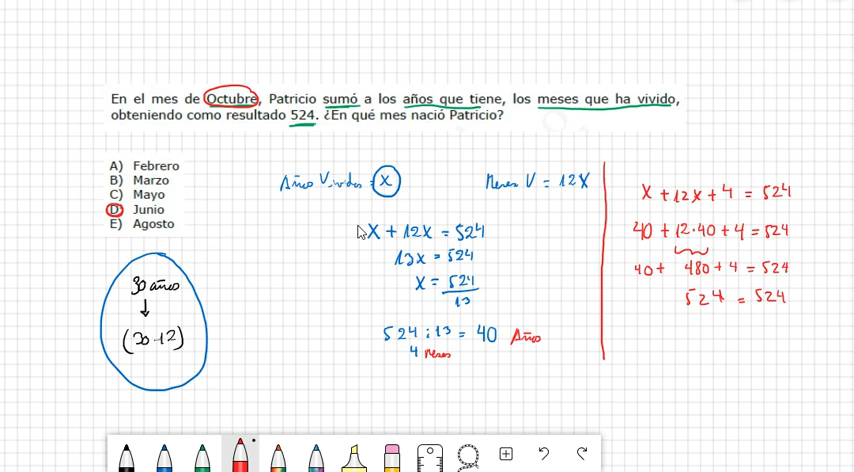 En el mes de Octubre, Patricio sumó a los años que tiene, los meses que ha vivido,
obteniendo como resultado 524. ¿En qué mes nació Patricio?
A) Febrero
B) Marzo
C) Mayo
D) Junio
E) Agosto
Años Vividos = X
Meses V = 12X
X + 12X = 524
13X = 524
X = 524
13
524 : 13 = 40 Años
4 Meses
30 años
(30·12)
X + 12X + 4 = 524
40 + 12·40 + 4 = 524
40 + 480 + 4 = 524
524 = 524